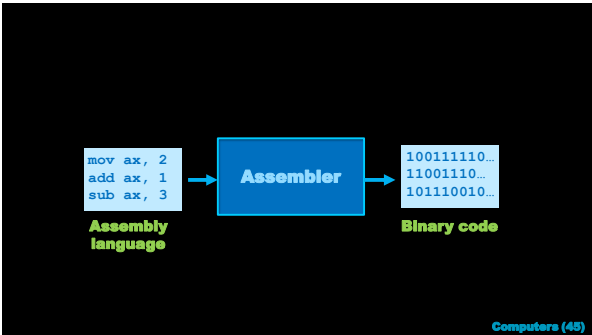 mov ax, 2
add ax, 1
sub ax, 3
Assembly
language
Assembler
100111110…
11001110…
101110010…
Binary code
Computers (45)